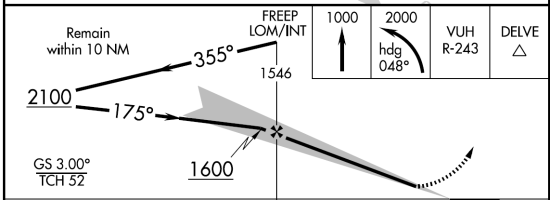 Remain
within 10 NM
FREEP
LOM/INT
1000
2000
hdg
048°
VUH
R-243
DELVE
355°
1546
2100
175°
1600
GS 3.00°
TCH 52